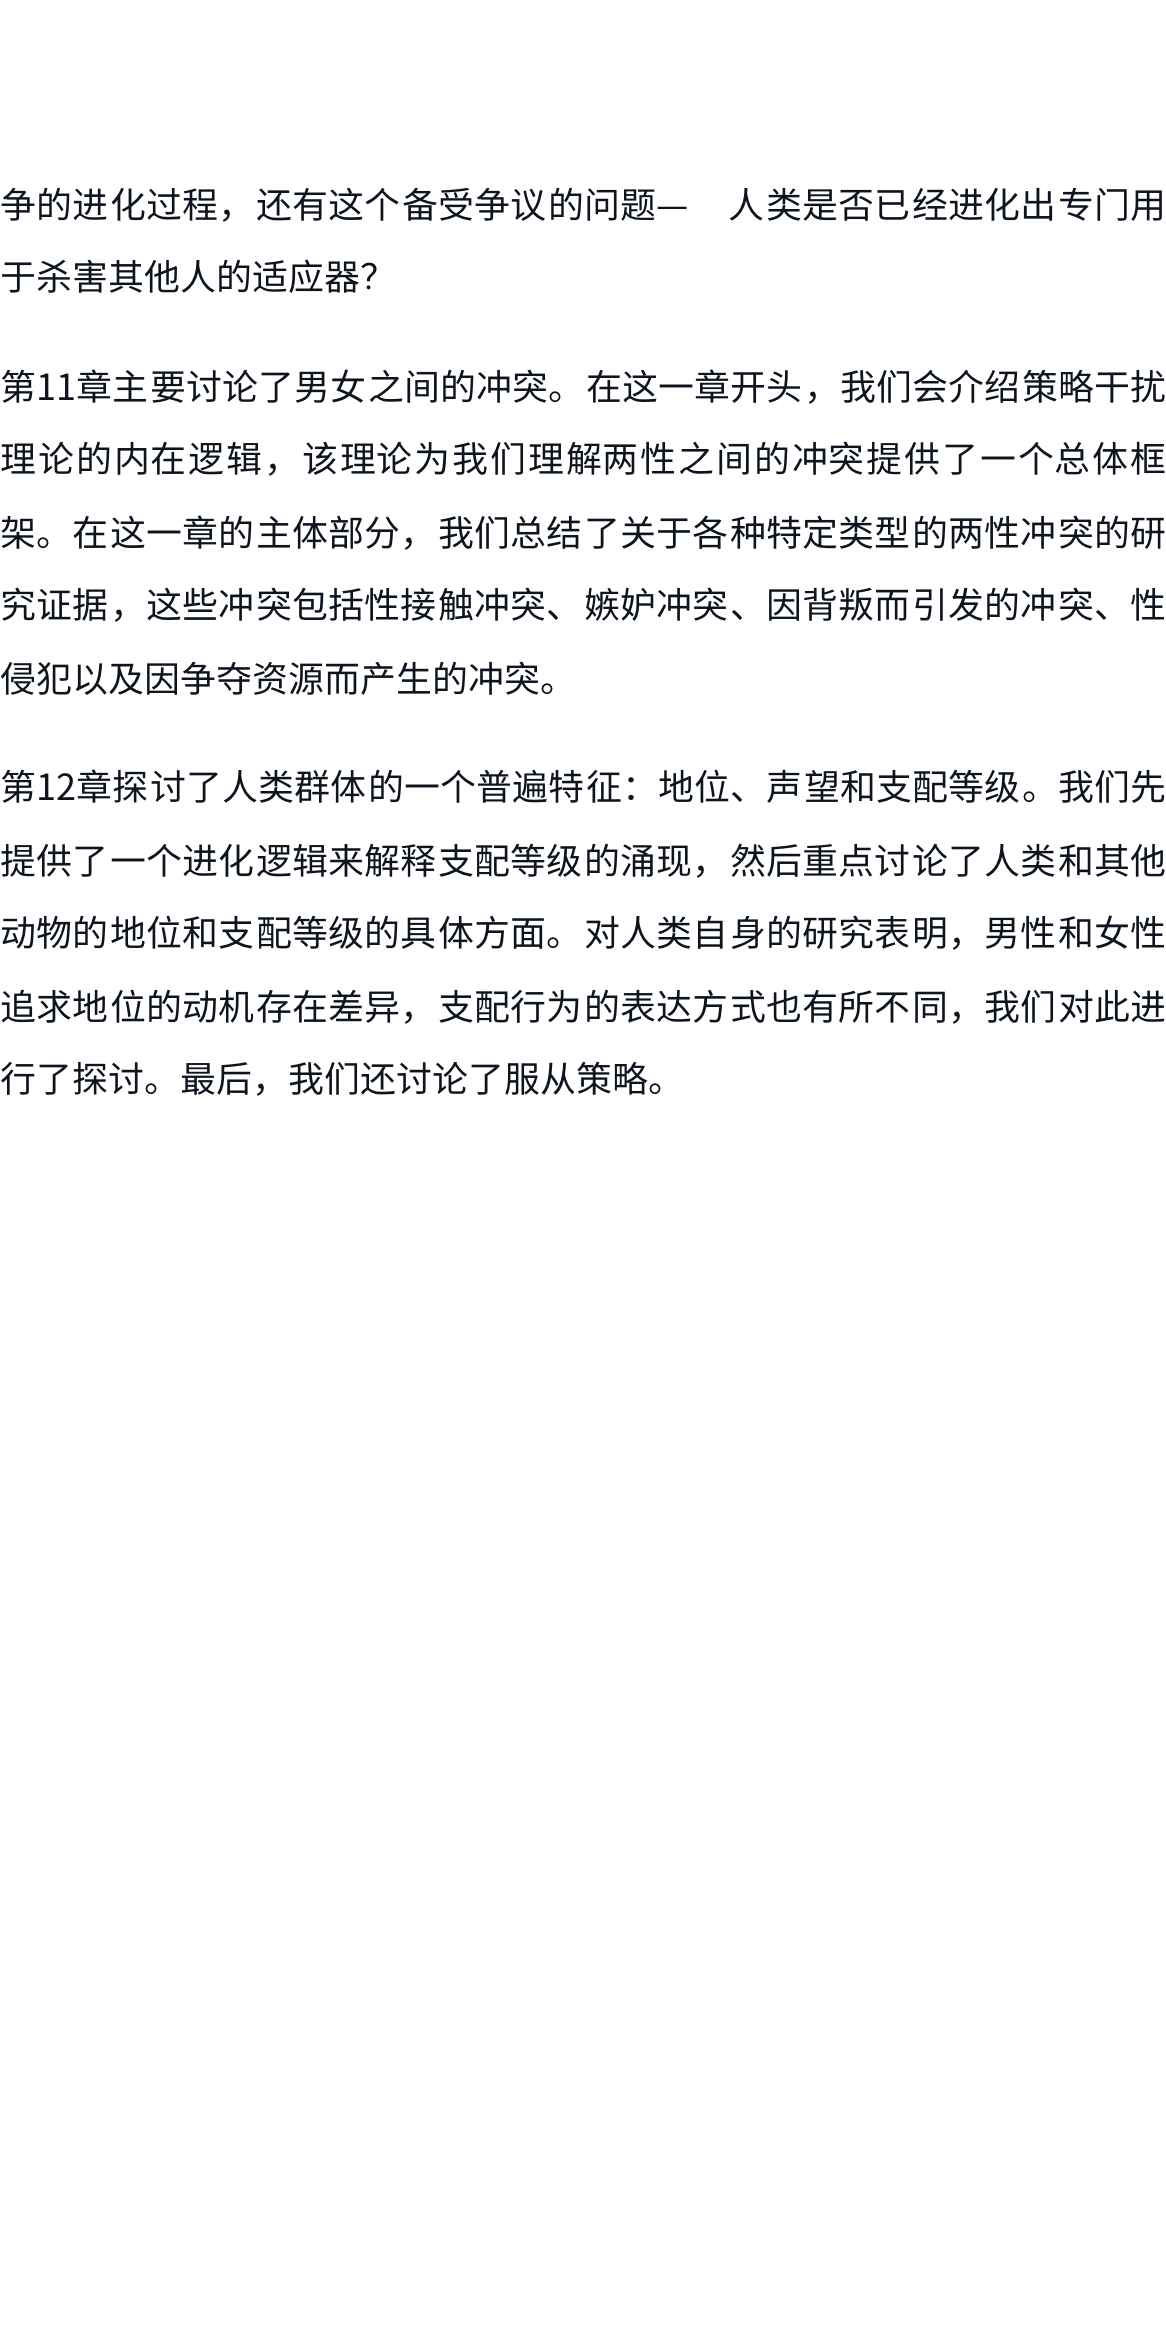 争的进化过程，还有这个备受争议的问题—　人类是否已经进化出专门用
于杀害其他人的适应器？
第11章主要讨论了男女之间的冲突。在这一章开头，我们会介绍策略干扰
理论的内在逻辑，该理论为我们理解两性之间的冲突提供了一个总体框
架。在这一章的主体部分，我们总结了关于各种特定类型的两性冲突的研
究证据，这些冲突包括性接触冲突、嫉妒冲突、因背叛而引发的冲突、性
侵犯以及因争夺资源而产生的冲突。
第12章探讨了人类群体的一个普遍特征：地位、声望和支配等级。我们先
提供了一个进化逻辑来解释支配等级的涌现，然后重点讨论了人类和其他
动物的地位和支配等级的具体方面。对人类自身的研究表明，男性和女性
追求地位的动机存在差异，支配行为的表达方式也有所不同，我们对此进
行了探讨。最后，我们还讨论了服从策略。